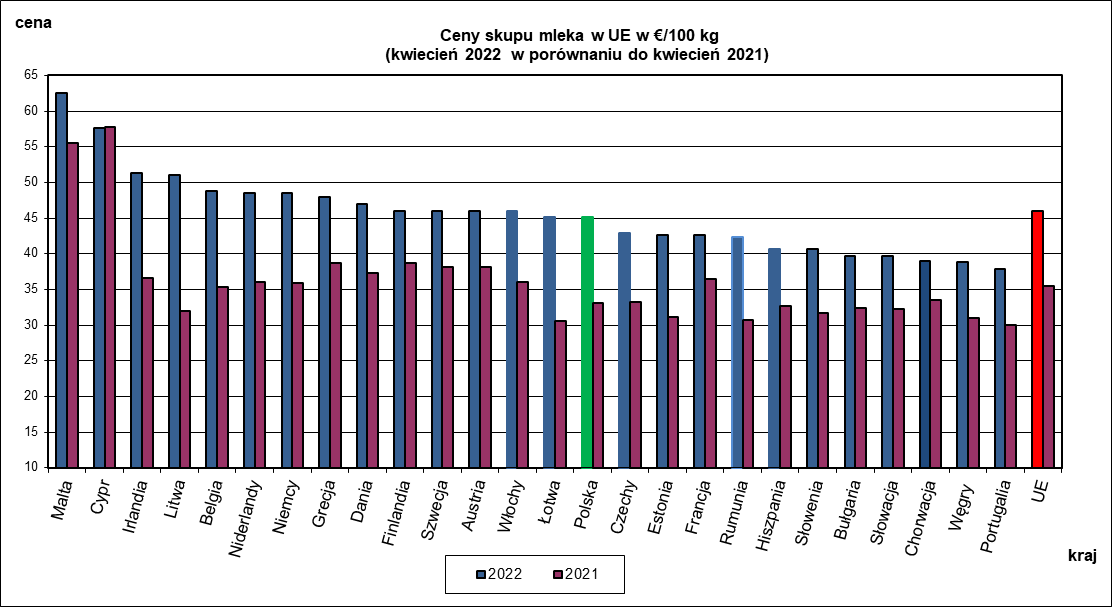 cena
Ceny skupu mleka w UE w €/100 kg
(kwiecień 2022 w porównaniu do kwiecień 2021)
65
60
55
50
45
40
35
30
25
20
15
10
Malta
Cypr
Irlandia
Litwa
Belgia
Niderlandy
Niemcy
Grecja
Dania
Finlandia
Szwecja
Austria
Włochy
Łotwa
Polska
Czechy
Estonia
Francja
Rumunia
Hiszpania
Słowenia
Bułgaria
Słowacja
Chorwacja
Węgry
Portugalia
UE
kraj
2022 2021